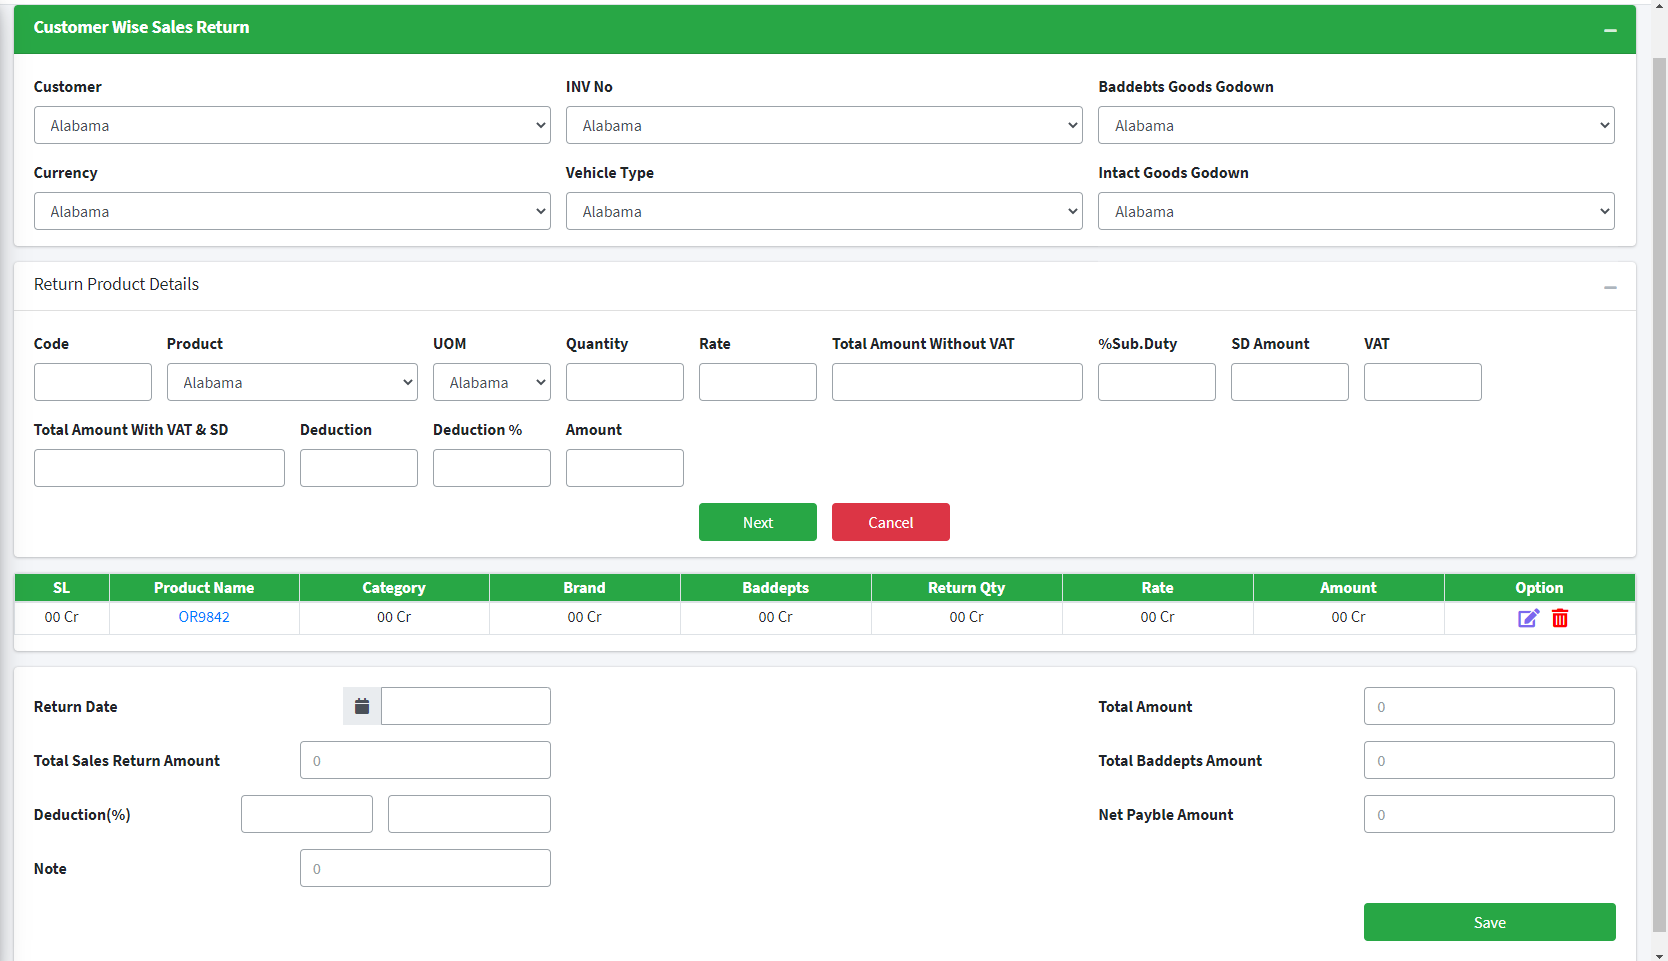 Customer Wise Sales Return
Customer INV No Baddebts Goods Godown
Alabama Alabama Alabama
Currency Vehicle Type Intact Goods Godown
Alabama Alabama Alabama
Return Product Details
Code Product UOM Quantity Rate Total Amount Without VAT %Sub.Duty SD Amount VAT
Alabama Alabama
Total Amount With VAT & SD Deduction Deduction % Amount
Next Cancel
SL Product Name Category Brand Baddepts Return Qty Rate Amount Option
00 Cr OR9842 00 Cr 00 Cr 00 Cr 00 Cr 00 Cr 00 Cr
Return Date Total Amount 0
Total Sales Return Amount 0 Total Baddepts Amount 0
Deduction(%) Net Payble Amount 0
Note 0
Save